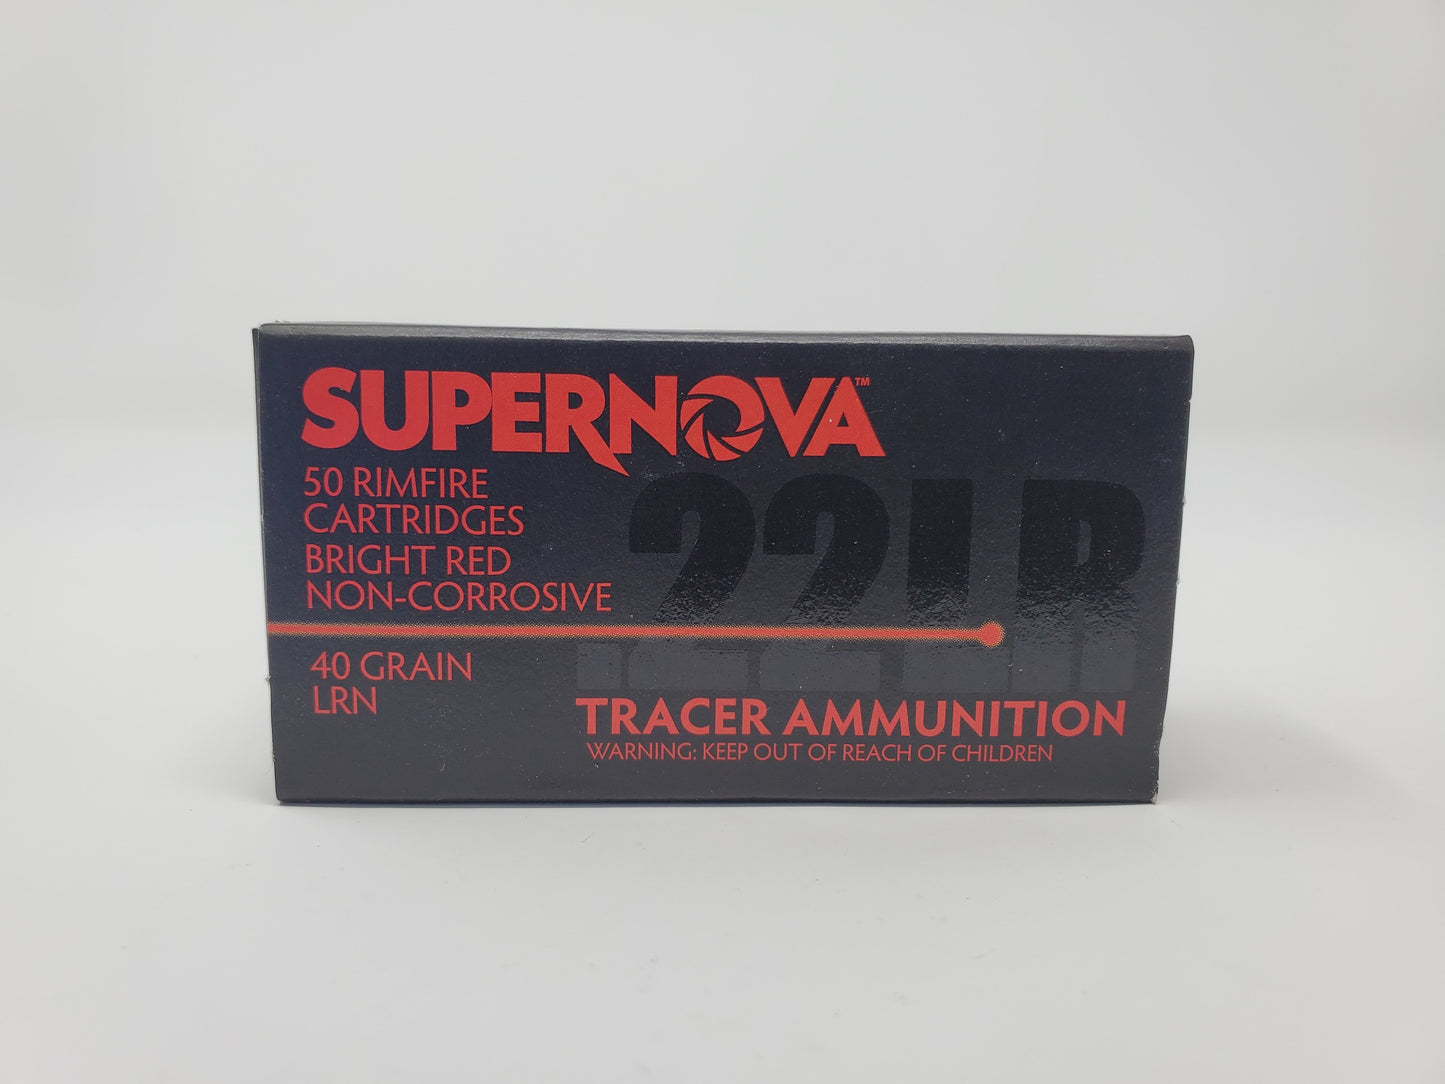 SUPERNOVA™
50 RIMFIRE
CARTRIDGES
BRIGHT RED
NON-CORROSIVE
.22LR
40 GRAIN
LRN
TRACER AMMUNITION
WARNING: KEEP OUT OF REACH OF CHILDREN